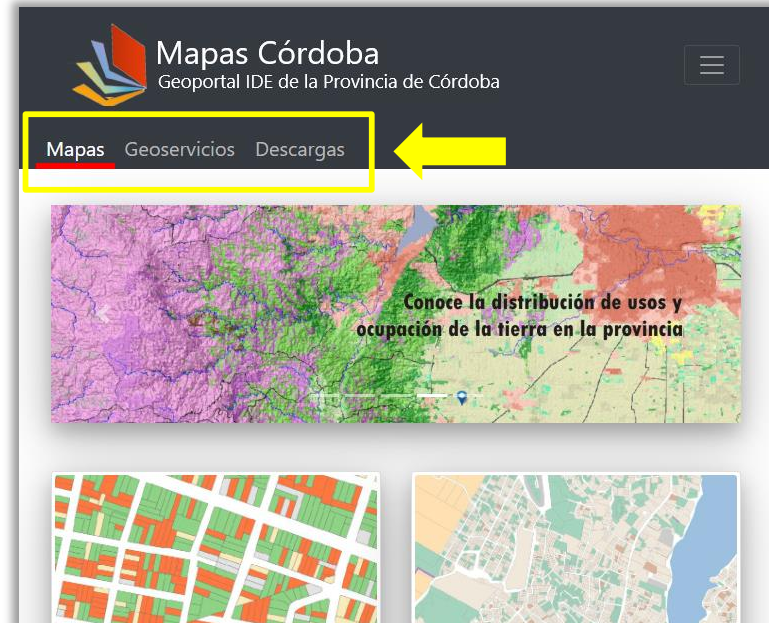 Mapas Córdoba
Geoportal IDE de la Provincia de Córdoba
Mapas Geoservicios Descargas
Conoce la distribución de usos y
ocupación de la tierra en la provincia